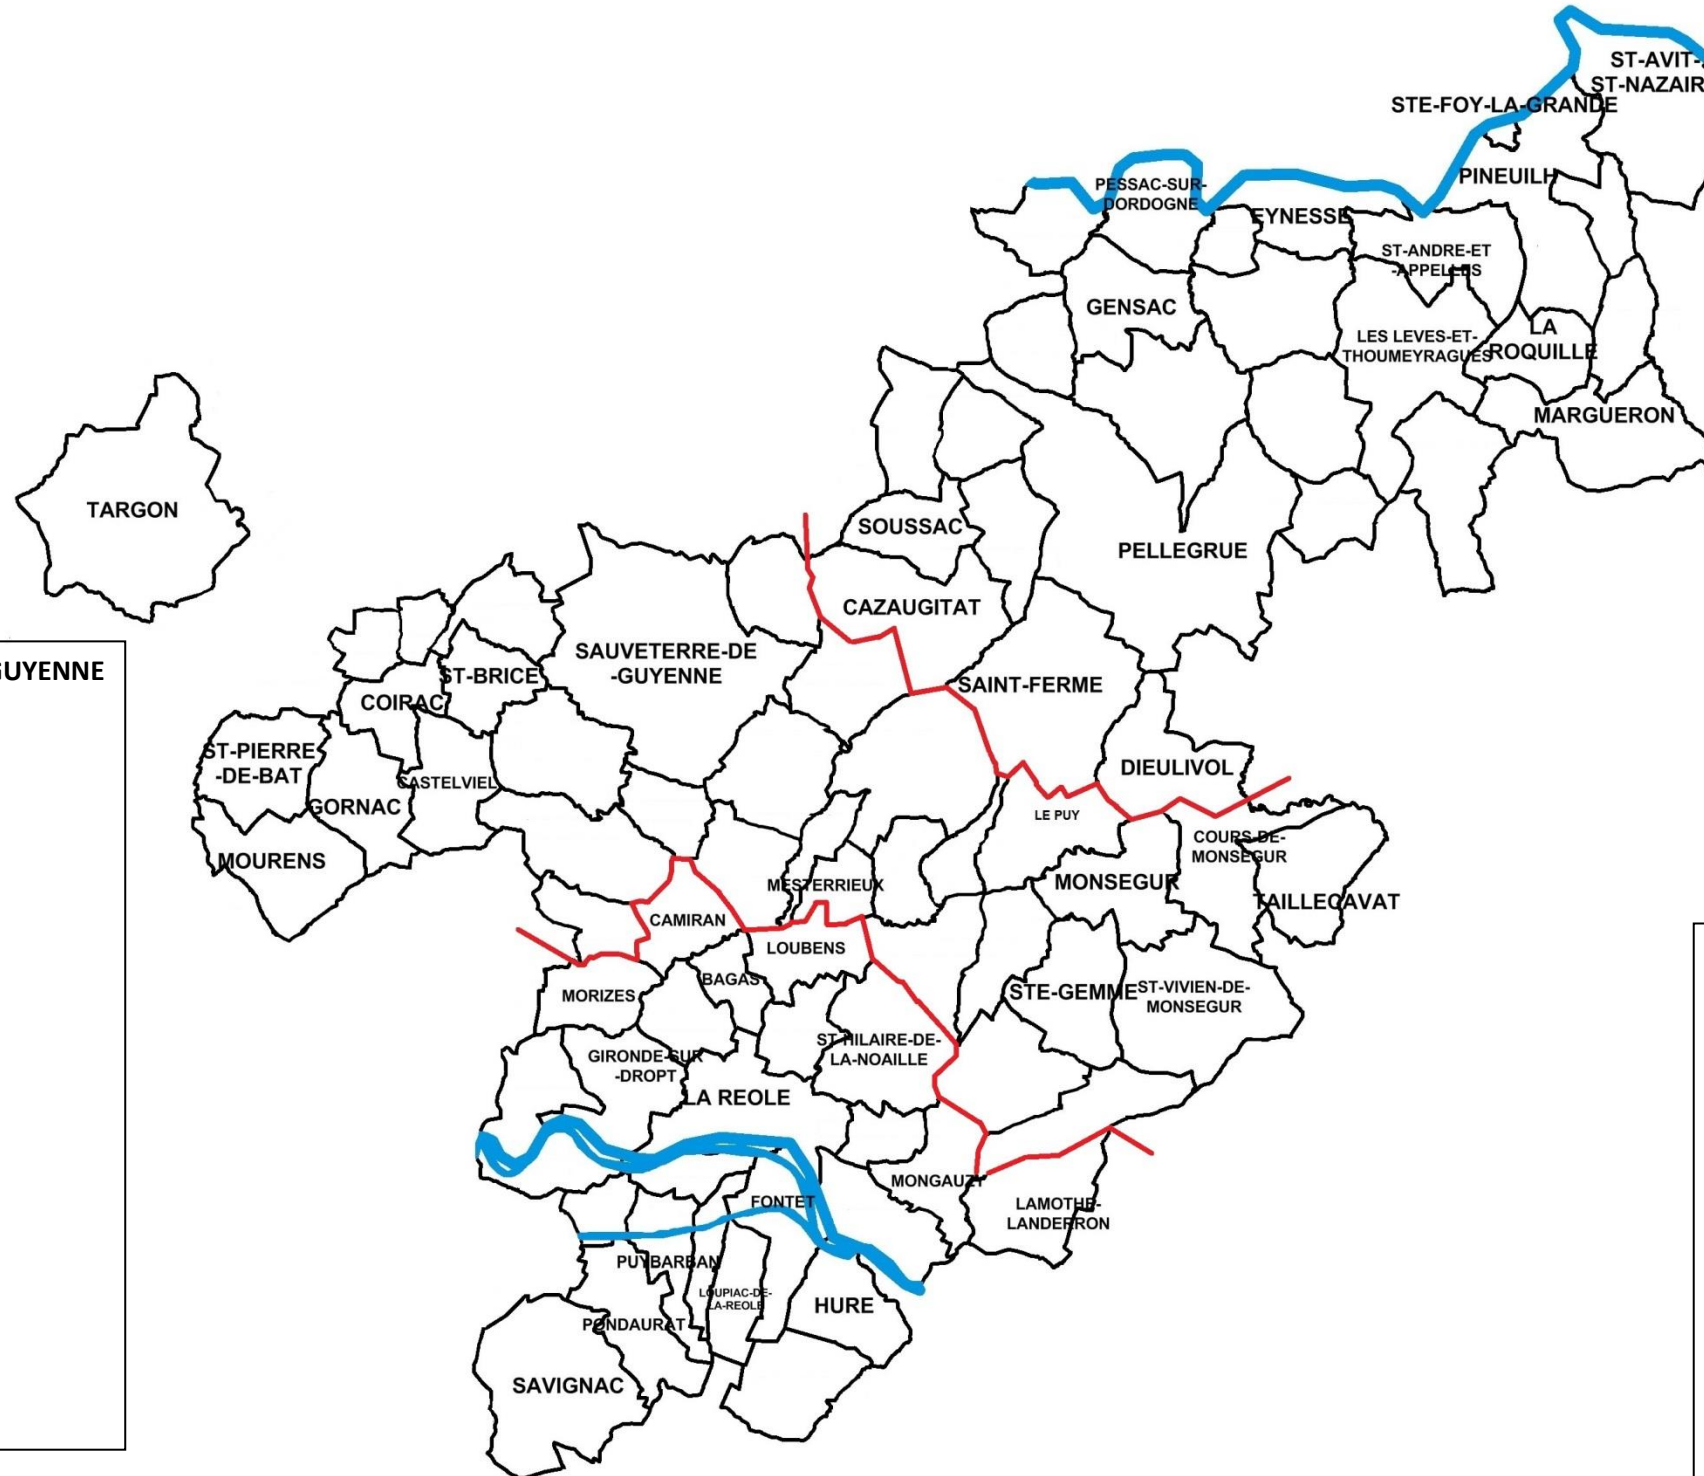 ST-AVIT-
ST-NAZAIR
STE-FOY-LA-GRANDE
PINEUILH
PESSAC-SUR-
DORDOGNE
EYNESSE
ST-ANDRE-ET
-APPELLES
GENSAC
LES LEVES-ET-
THOUMEYRAGUES
LA
ROQUILLE
MARGUERON
TARGON
SOUSSAC
PELLEGRUE
CAZAUGITAT
GUYENNE
SAUVETERRE-DE
-GUYENNE
ST-BRICE
COIRAC
SAINT-FERME
ST-PIERRE
-DE-BAT
CASTELVIEL
GORNAC
DIEULIVOL
LE PUY
MOURENS
COURS-DE-
MONSEGUR
MESTERRIEUX
MONSEGUR
TAILLECAVAT
CAMIRAN
LOUBENS
BAGAS
MORIZES
STE-GEMME
ST-VIVIEN-DE-
MONSEGUR
GIRONDE-SUR
-DROPT
ST-HILAIRE-DE-
LA-NOAILLE
LA REOLE
MONGAUZY
FONTET
LAMOTHE-
LANDERRON
PUYBARBAN
LOUPIAC-DE-
LA-REOLE
HURE
PONDAURAT
SAVIGNAC